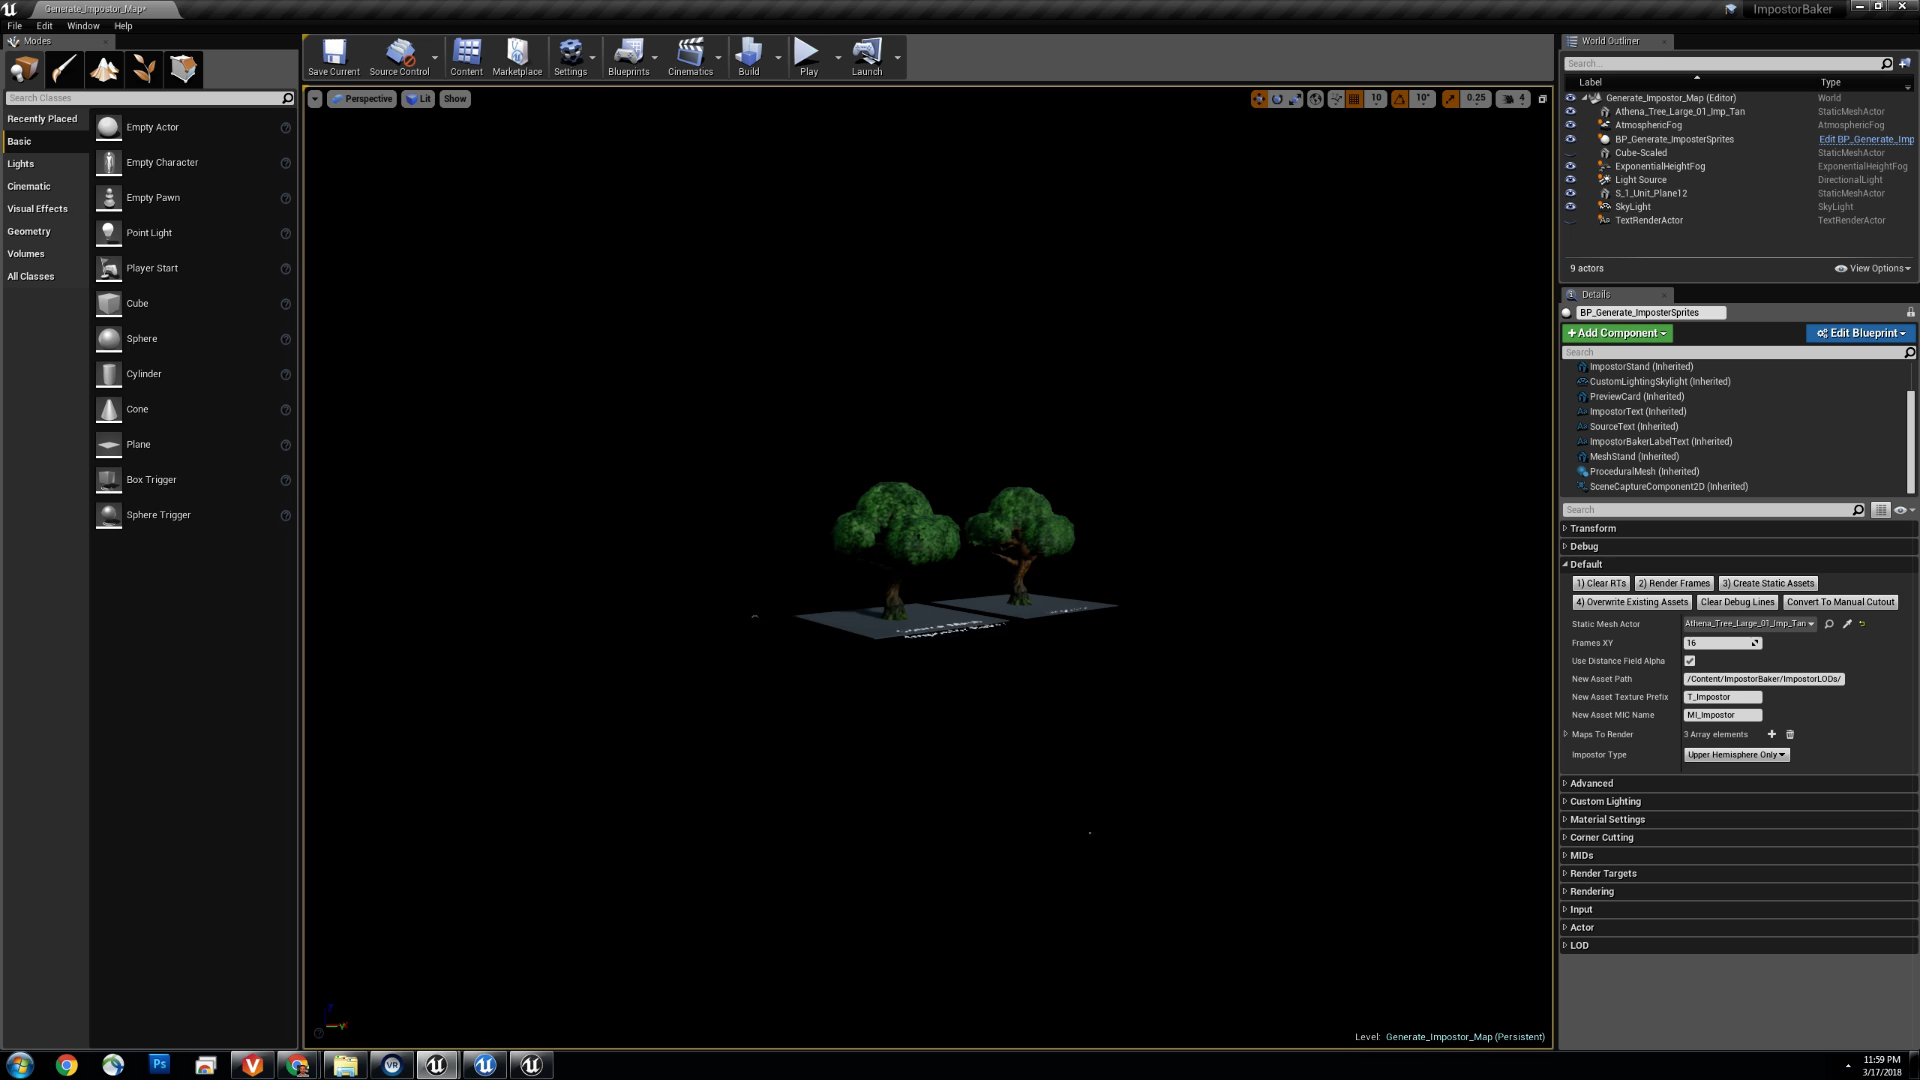 Generate_Impostor_Map*
ImpostorBaker
File Edit Window Help
Modes
Search Classes
Recently Placed
Basic
Lights
Cinematic
Visual Effects
Geometry
Volumes
All Classes
Empty Actor
Empty Character
Empty Pawn
Point Light
Player Start
Cube
Sphere
Cylinder
Cone
Plane
Box Trigger
Sphere Trigger
Save Current Source Control Content Marketplace Settings Blueprints Cinematics Build Play Launch
Perspective Lit Show
10 10° 0.25 4
Level: Generate_Impostor_Map (Persistent)
World Outliner
Search...
Label Type
Generate_Impostor_Map (Editor) World
Athena_Tree_Large_01_Imp_Tan StaticMeshActor
AtmosphericFog AtmosphericFog
BP_Generate_ImposterSprites Edit BP_Generate_Imp
Cube-Scaled StaticMeshActor
ExponentialHeightFog ExponentialHeightFog
Light Source DirectionalLight
S_1_Unit_Plane12 StaticMeshActor
SkyLight SkyLight
TextRenderActor TextRenderActor
9 actors View Options
Details
BP_Generate_ImposterSprites
+Add Component Edit Blueprint
Search
ImpostorStand (Inherited)
CustomLightingSkylight (Inherited)
PreviewCard (Inherited)
ImpostorText (Inherited)
SourceText (Inherited)
ImpostorBakerLabelText (Inherited)
MeshStand (Inherited)
ProceduralMesh (Inherited)
SceneCaptureComponent2D (Inherited)
Search
Transform
Debug
Default
1) Clear RTs 2) Render Frames 3) Create Static Assets
4) Overwrite Existing Assets Clear Debug Lines Convert To Manual Cutout
Static Mesh Actor Athena_Tree_Large_01_Imp_Tan
Frames XY 16
Use Distance Field Alpha
New Asset Path /Content/ImpostorBaker/ImpostorLODs/
New Asset Texture Prefix T_Impostor
New Asset MIC Name MI_Impostor
Maps To Render 3 Array elements
Impostor Type Upper Hemisphere Only
Advanced
Custom Lighting
Material Settings
Corner Cutting
MIDs
Render Targets
Rendering
Input
Actor
LOD
Ps
VR
11:59 PM
3/17/2018